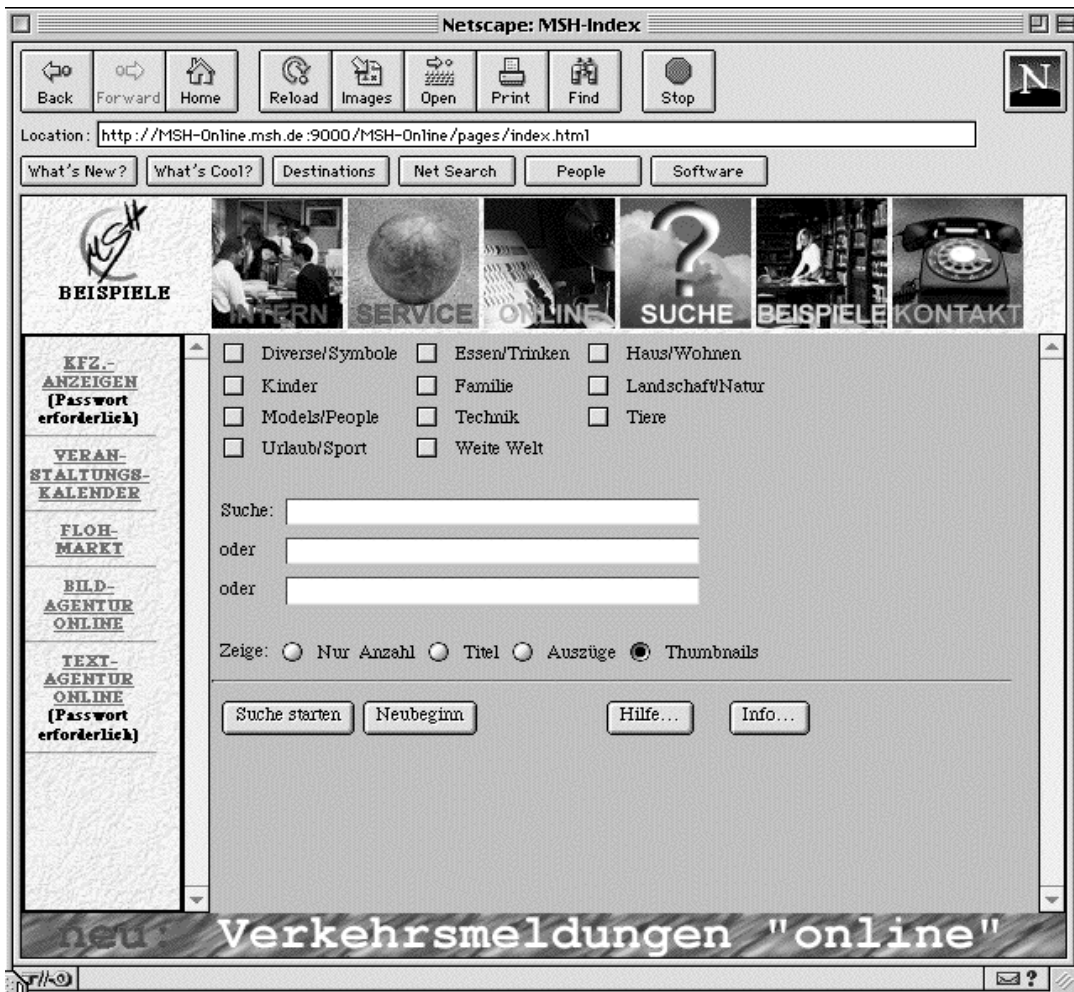 Netscape: MSH-Index
Back Forward Home Reload Images Open Print Find Stop
N
Location: http://MSH-Online.msh.de:9000/MSH-Online/pages/index.html
What's New? What's Cool? Destinations Net Search People Software
MSH
BEISPIELE
INTERN SERVICE ONLINE SUCHE BEISPIELE KONTAKT
KFZ.-
ANZEIGEN
(Passwort
erforderlich)
VERAN-
STALTUNGS-
KALENDER
FLOH-
MARKT
BILD-
AGENTUR
ONLINE
TEXT-
AGENTUR
ONLINE
(Passwort
erforderlich)
Diverse/Symbole Essen/Trinken Haus/Wohnen
Kinder Familie Landschaft/Natur
Models/People Technik Tiere
Urlaub/Sport Weite Welt
Suche:
oder
oder
Zeige: Nur Anzahl Titel Auszüge Thumbnails
Suche starten Neubeginn Hilfe... Info...
neu: Verkehrsmeldungen "online"
?